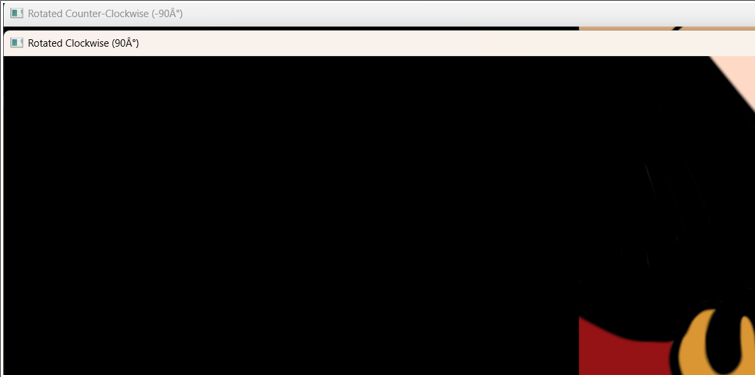 Rotated Counter-Clockwise (-90Â°)
Rotated Clockwise (90Â°)